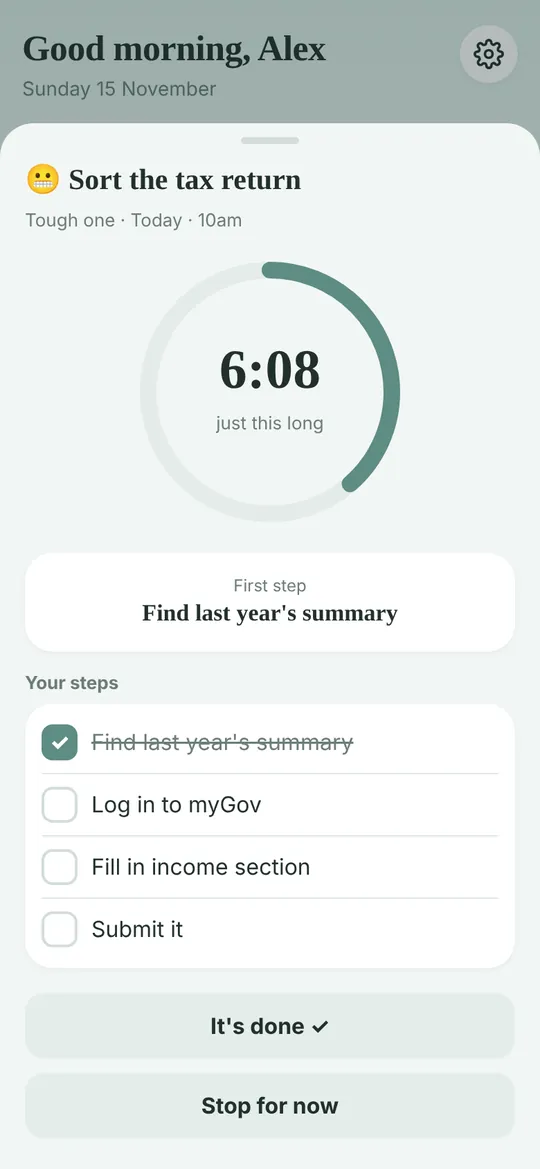 Good morning, Alex
Sunday 15 November
😬 Sort the tax return
Tough one · Today · 10am
6:08
just this long
First step
Find last year's summary
Your steps
Find last year's summary
Log in to myGov
Fill in income section
Submit it
It's done ✓
Stop for now